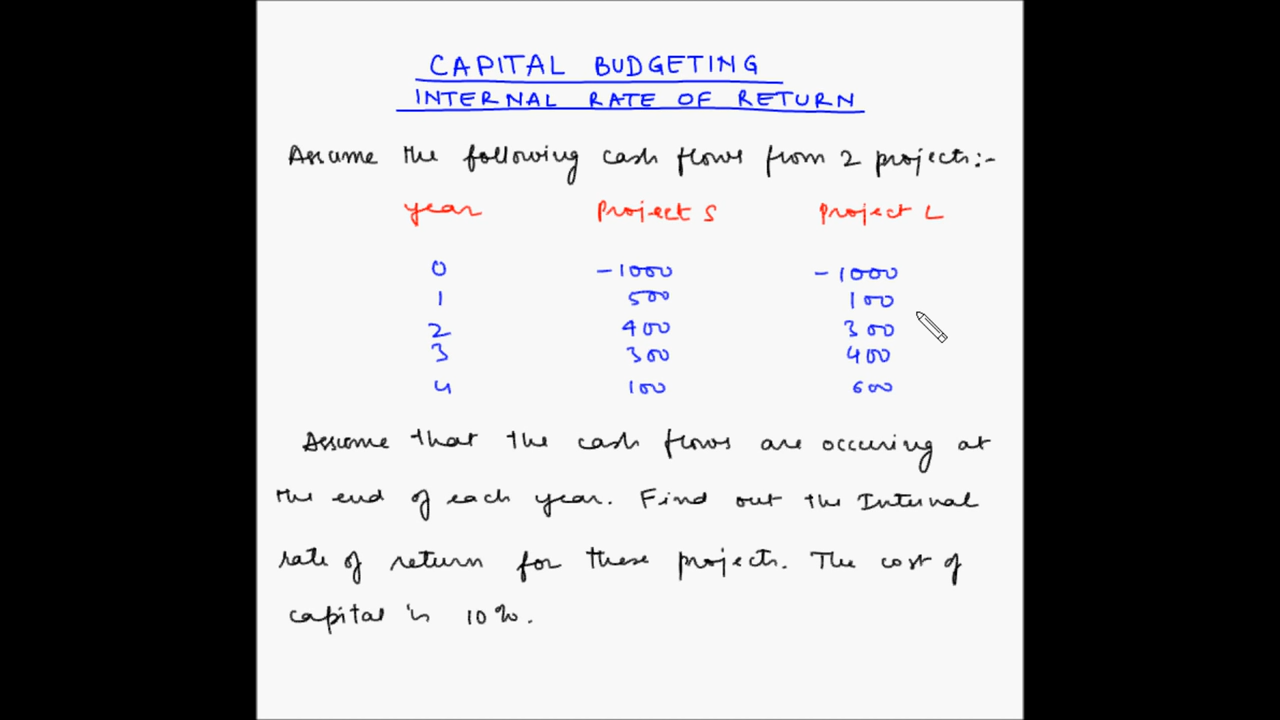 CAPITAL BUDGETING
INTERNAL RATE OF RETURN
Assume the following cash flows from 2 projects:-
year Project S Project L
0 -1000 -1000
1 500 100
2 400 300
3 300 400
4 100 600
Assume that the cash flows are occuring at
the end of each year. Find out the Internal
rate of return for these projects. The cost of
capital is 10%.